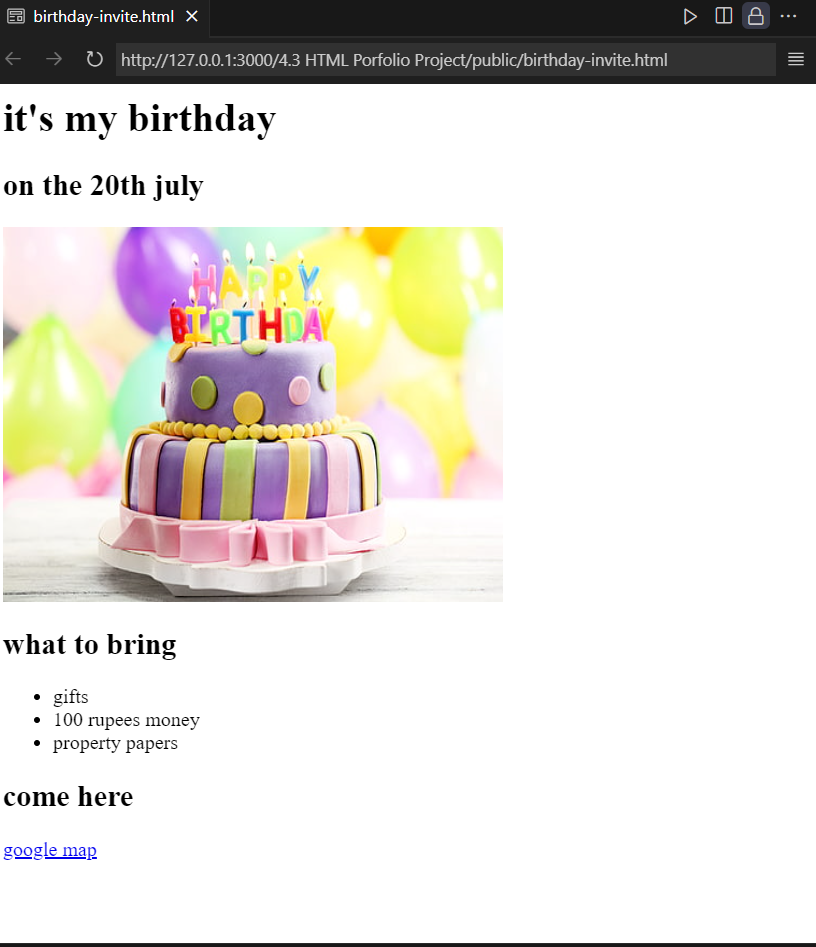 birthday-invite.html
http://127.0.0.1:3000/4.3 HTML Porfolio Project/public/birthday-invite.html
it's my birthday
on the 20th july
HAPPY
BIRTHDAY
what to bring
gifts
100 rupees money
property papers
come here
google map